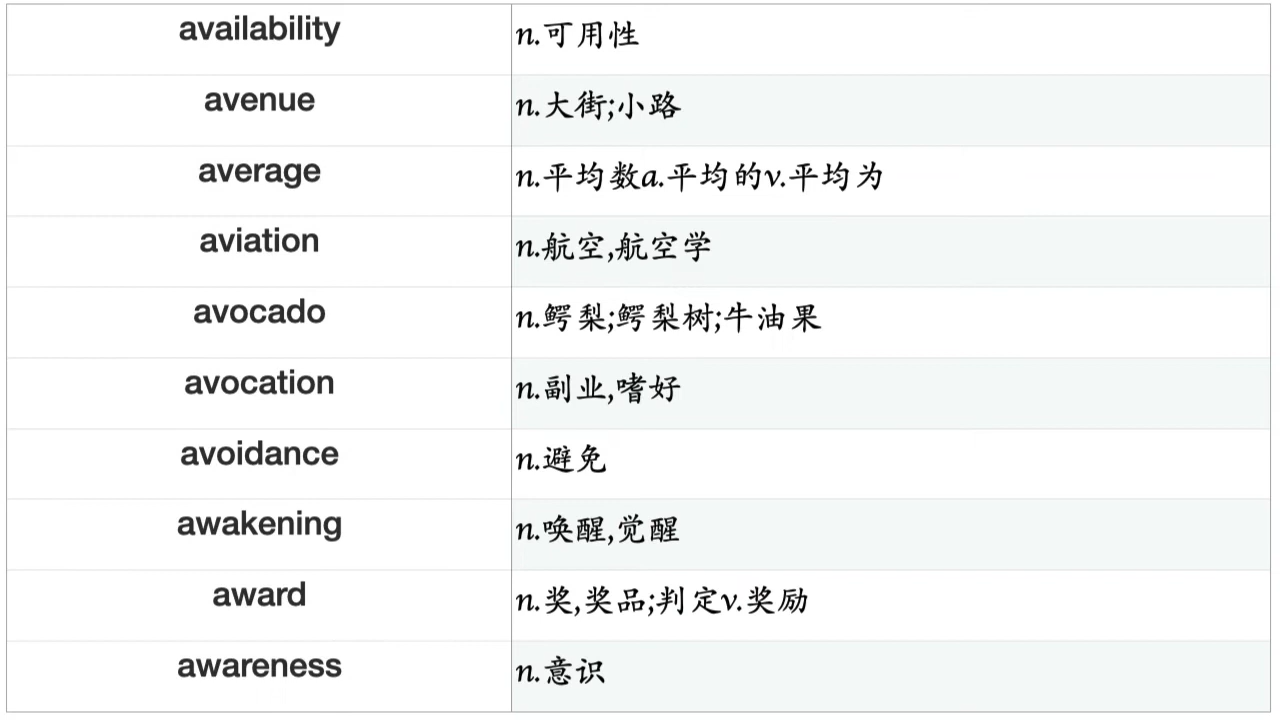 availability n.可用性
avenue n.大街;小路
average n.平均数a.平均的v.平均为
aviation n.航空,航空学
avocado n.鳄梨;鳄梨树;牛油果
avocation n.副业,嗜好
avoidance n.避免
awakening n.唤醒,觉醒
award n.奖,奖品;判定v.奖励
awareness n.意识